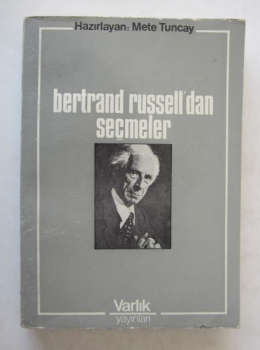 Hazırlayan: Mete Tuncay
bertrand russell'dan
seçmeler
Varlık
yayınları